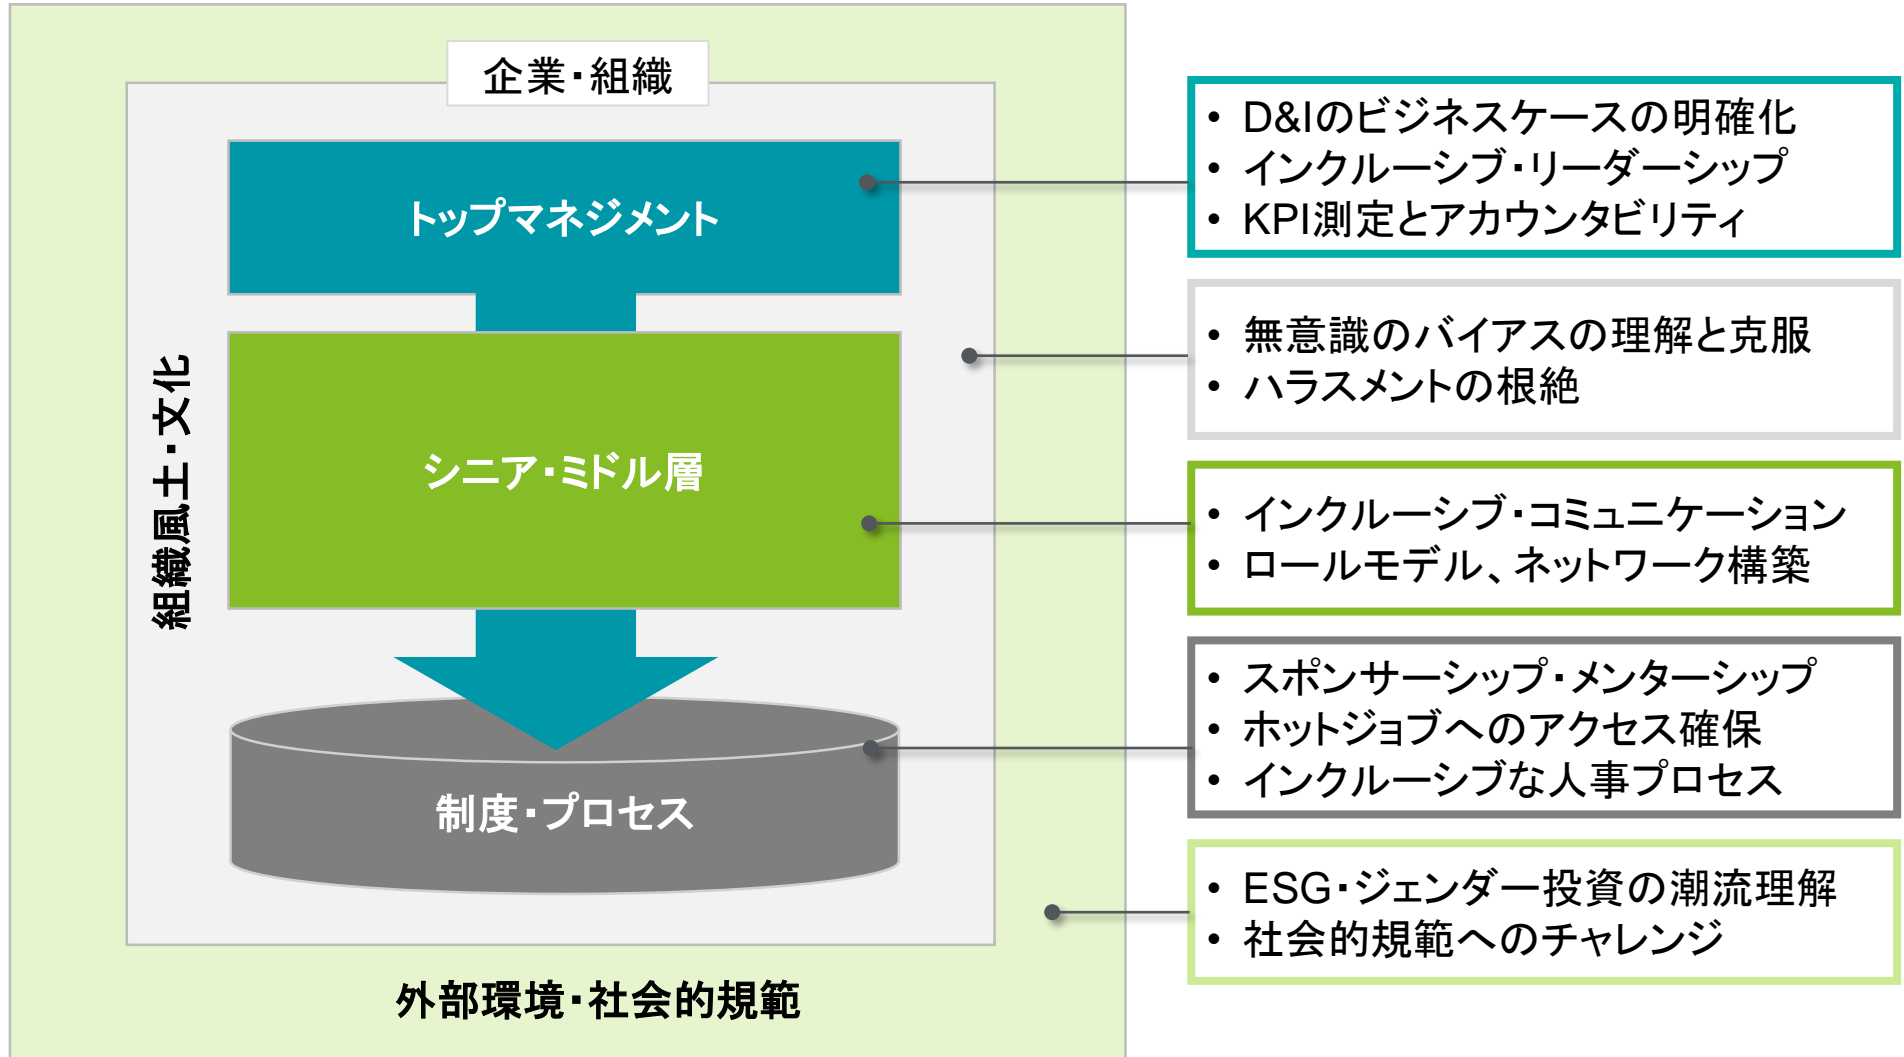 企業・組織
トップマネジメント
シニア・ミドル層
制度・プロセス
組織風土・文化
外部環境・社会的規範
• D&Iのビジネスケースの明確化
• インクルーシブ・リーダーシップ
• KPI測定とアカウンタビリティ
• 無意識のバイアスの理解と克服
• ハラスメントの根絶
• インクルーシブ・コミュニケーション
• ロールモデル、ネットワーク構築
• スポンサーシップ・メンターシップ
• ホットジョブへのアクセス確保
• インクルーシブな人事プロセス
• ESG・ジェンダー投資の潮流理解
• 社会的規範へのチャレンジ